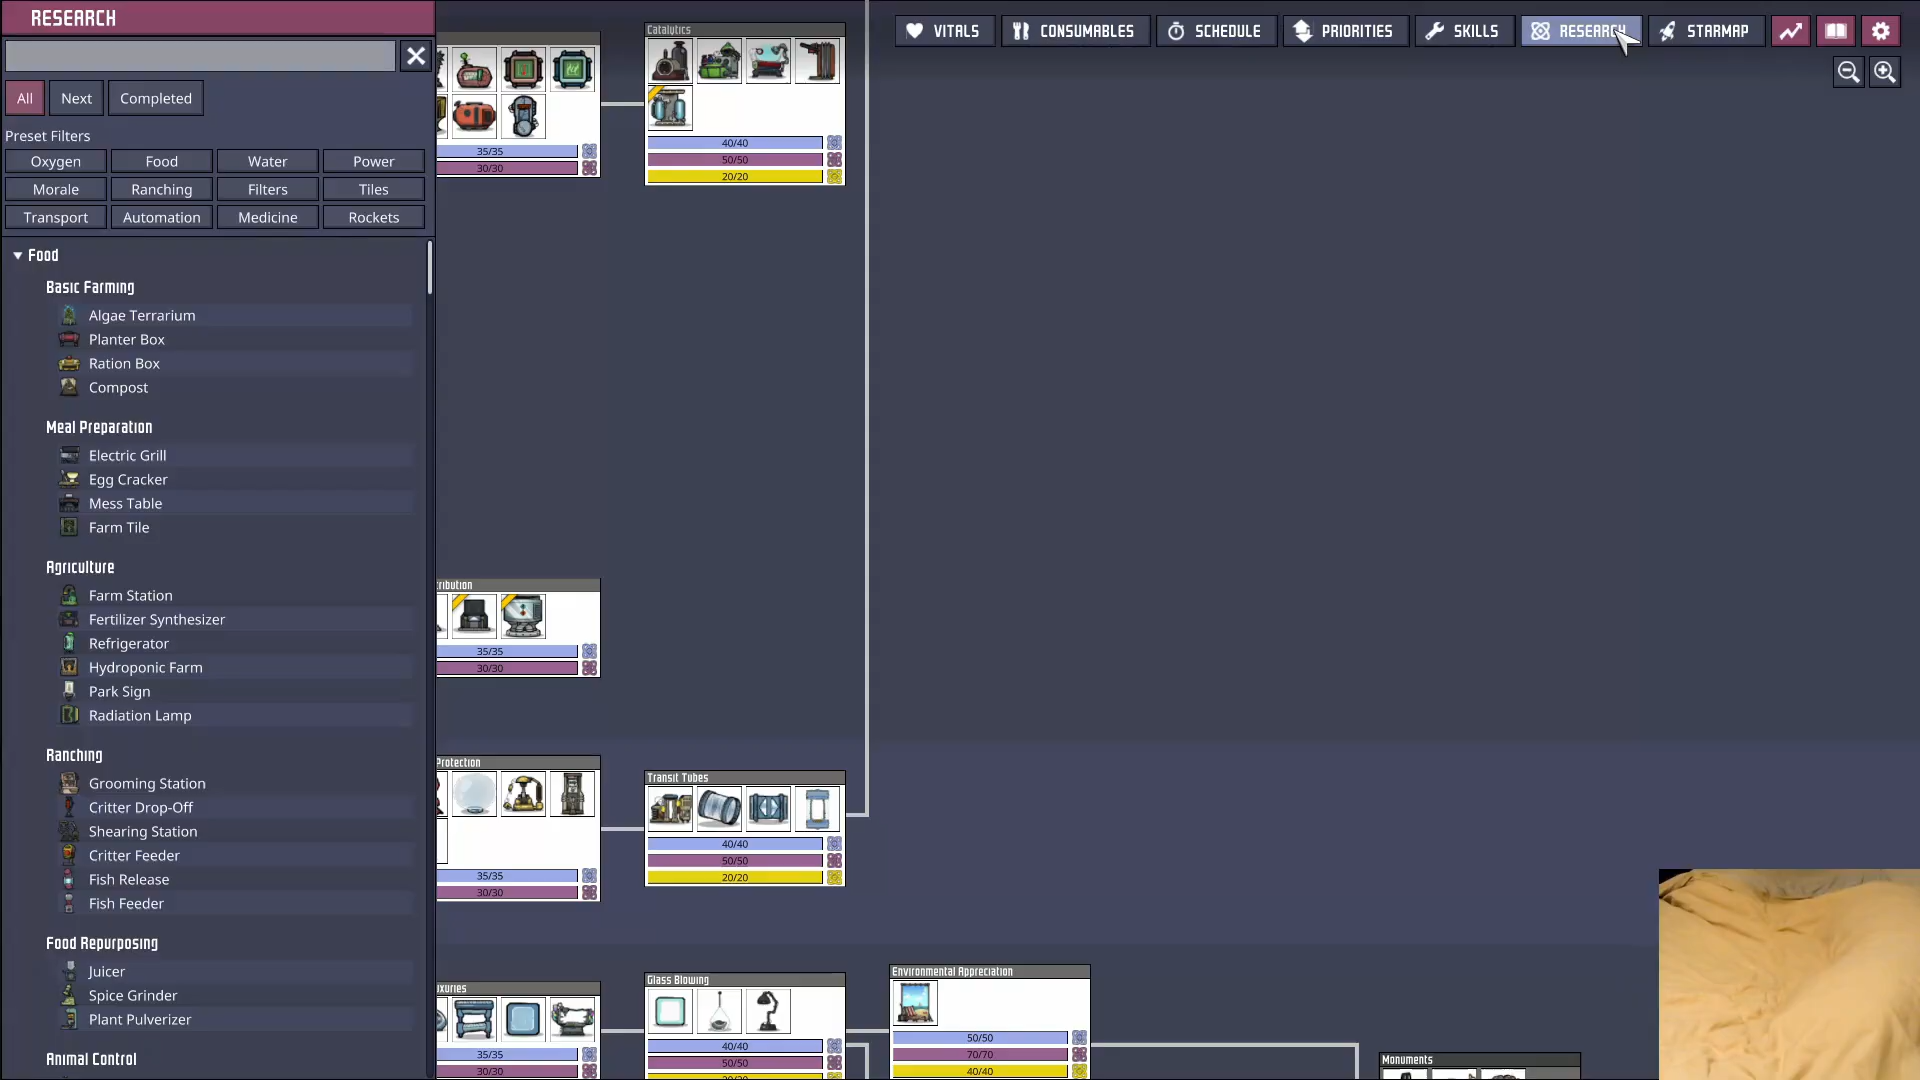 RESEARCH
VITALS
CONSUMABLES
SCHEDULE
PRIORITIES
SKILLS
RESEARCH
STARMAP
All
Next
Completed
Preset Filters
Oxygen
Food
Water
Power
Morale
Ranching
Filters
Tiles
Transport
Automation
Medicine
Rockets
Food
Basic Farming
Algae Terrarium
Planter Box
Ration Box
Compost
Meal Preparation
Electric Grill
Egg Cracker
Mess Table
Farm Tile
Agriculture
Farm Station
Fertilizer Synthesizer
Refrigerator
Hydroponic Farm
Park Sign
Radiation Lamp
Ranching
Grooming Station
Critter Drop-Off
Shearing Station
Critter Feeder
Fish Release
Fish Feeder
Food Repurposing
Juicer
Spice Grinder
Plant Pulverizer
Animal Control
35/35
30/30
Catalytics
40/40
50/50
20/20
ribution
35/35
30/30
Protection
35/35
30/30
Transit Tubes
40/40
50/50
20/20
uxuries
35/35
30/30
Glass Blowing
40/40
50/50
20/20
Environmental Appreciation
50/50
70/70
40/40
Monuments